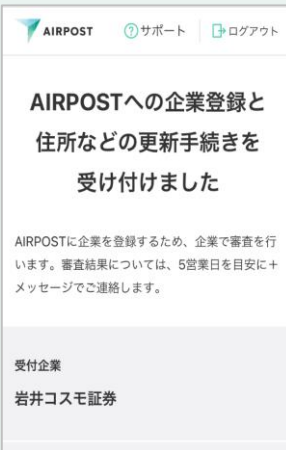 AIRPOST ?サポート ログアウト
AIRPOSTへの企業登録と
住所などの更新手続きを
受け付けました
AIRPOSTに企業を登録するため、企業で審査を行
います。審査結果については、5営業日を目安に+
メッセージでご連絡します。
受付企業
岩井コスモ証券